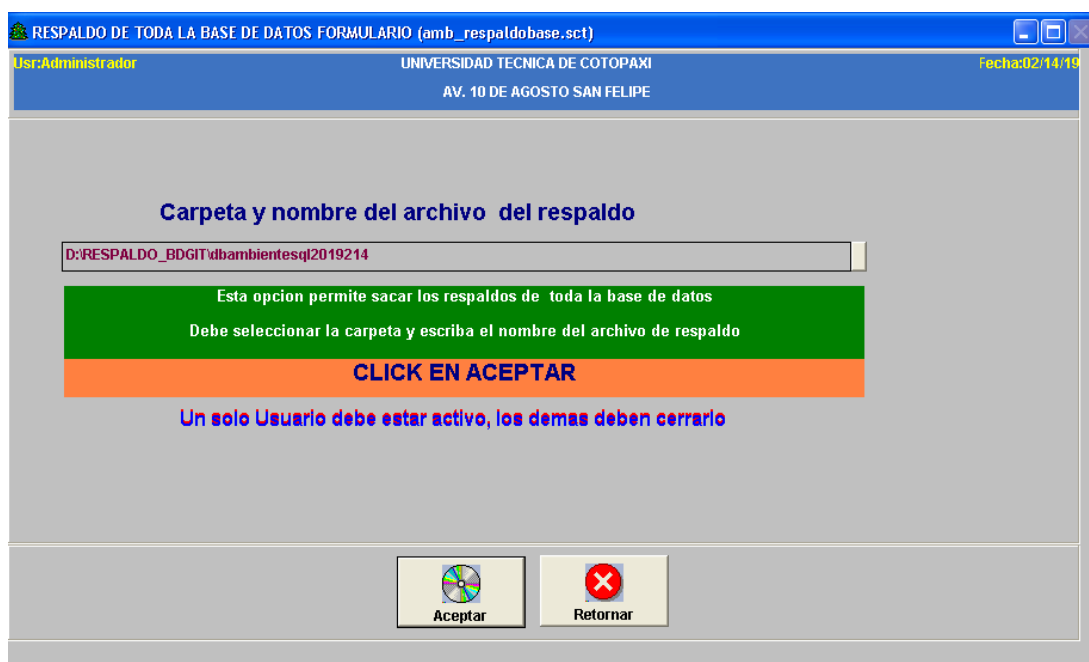 RESPALDO DE TODA LA BASE DE DATOS FORMULARIO (amb_respaldobase.sct)
Usr:Administrador UNIVERSIDAD TECNICA DE COTOPAXI Fecha:02/14/19
AV. 10 DE AGOSTO SAN FELIPE
Carpeta y nombre del archivo del respaldo
D:\RESPALDO_BDGIT\dbambientesql2019214
Esta opcion permite sacar los respaldos de toda la base de datos
Debe seleccionar la carpeta y escriba el nombre del archivo de respaldo
CLICK EN ACEPTAR
Un solo Usuario debe estar activo, los demas deben cerrarlo
Aceptar Retornar